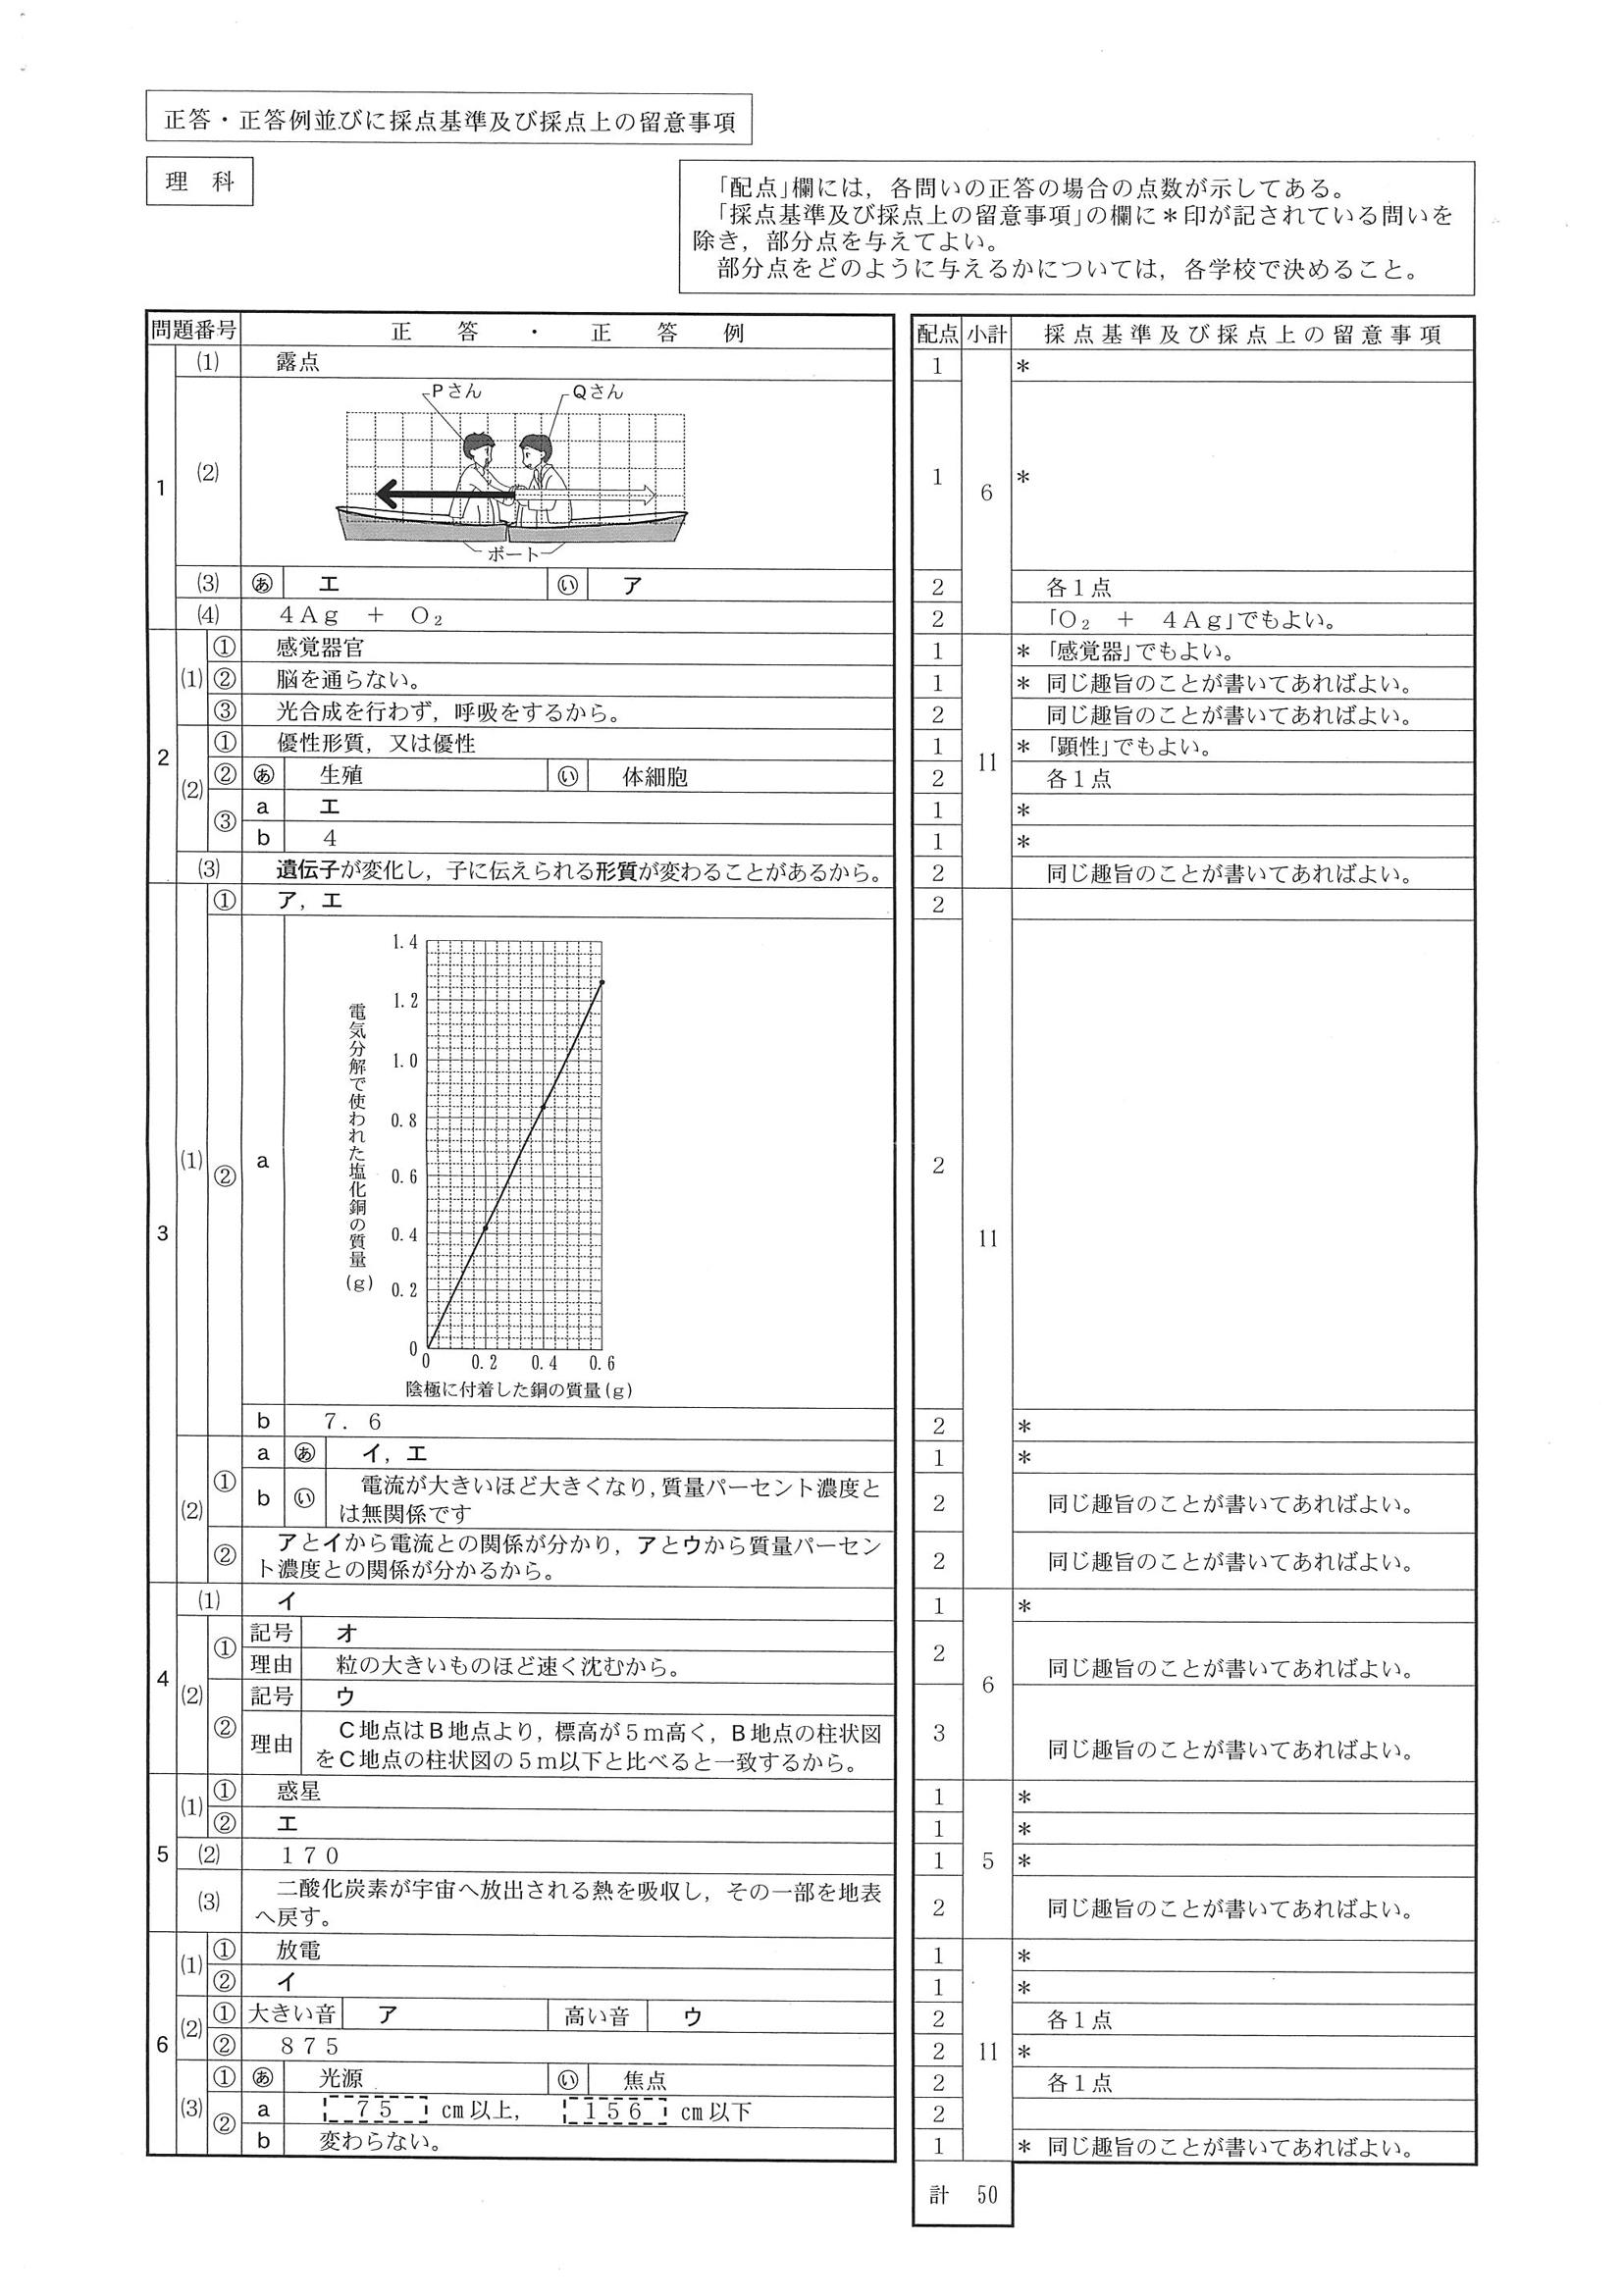 正答・正答例並びに採点基準及び採点上の留意事項
理 科
「配点」欄には，各問いの正答の場合の点数が示してある。
「採点基準及び採点上の留意事項」の欄に＊印が記されている問いを
除き，部分点を与えてよい。
部分点をどのように与えるかについては，各学校で決めること。
問題番号 正 答 ・ 正 答 例 配点 小計 採点基準及び採点上の留意事項
1 (1) 露点 1 6 ＊
(2) Pさん Qさん ボート 1 ＊
(3) あ エ い ア 2 各１点
(4) ４Ａｇ ＋ Ｏ₂ 2 「Ｏ₂ ＋ ４Ａｇ」でもよい。
2 (1) ① 感覚器官 1 11 ＊ 「感覚器」でもよい。
② 脳を通らない。 1 ＊ 同じ趣旨のことが書いてあればよい。
③ 光合成を行わず，呼吸をするから。 2 同じ趣旨のことが書いてあればよい。
(2) ① 優性形質，又は優性 1 ＊ 「顕性」でもよい。
② あ 生殖 い 体細胞 2 各１点
③ a エ 1 ＊
b 4 1 ＊
(3) 遺伝子が変化し，子に伝えられる形質が変わることがあるから。 2 同じ趣旨のことが書いてあればよい。
3 (1) ① ア，エ 2 11
② a 2
電気分解で使われた塩化銅の質量(g)
1.4
1.2
1.0
0.8
0.6
0.4
0.2
0
0 0.2 0.4 0.6
陰極に付着した銅の質量(g)
b ７．６ 2 ＊
(2) ① a あ イ，エ 1 ＊
b い 電流が大きいほど大きくなり，質量パーセント濃度と
は無関係です 2 同じ趣旨のことが書いてあればよい。
② アとイから電流との関係が分かり，アとウから質量パーセン
ト濃度との関係が分かるから。 2 同じ趣旨のことが書いてあればよい。
4 (1) イ 1 6 ＊
(2) ① 記号 オ 2
理由 粒の大きいものほど速く沈むから。 同じ趣旨のことが書いてあればよい。
② 記号 ウ 3
理由 Ｃ地点はＢ地点より，標高が５ｍ高く，Ｂ地点の柱状図
をＣ地点の柱状図の５ｍ以下と比べると一致するから。 同じ趣旨のことが書いてあればよい。
5 (1) ① 惑星 1 5 ＊
② エ 1 ＊
(2) １７０ 1 ＊
(3) 二酸化炭素が宇宙へ放出される熱を吸収し，その一部を地表
へ戻す。 2 同じ趣旨のことが書いてあればよい。
6 (1) ① 放電 1 11 ＊
② イ 1 ＊
(2) ① 大きい音 ア 高い音 ウ 2 各１点
② ８７５ 2 ＊
(3) ① あ 光源 い 焦点 2 各１点
② a ７５ cm以上， １５６ cm以下 2
b 変わらない。 1 ＊ 同じ趣旨のことが書いてあればよい。
計 50